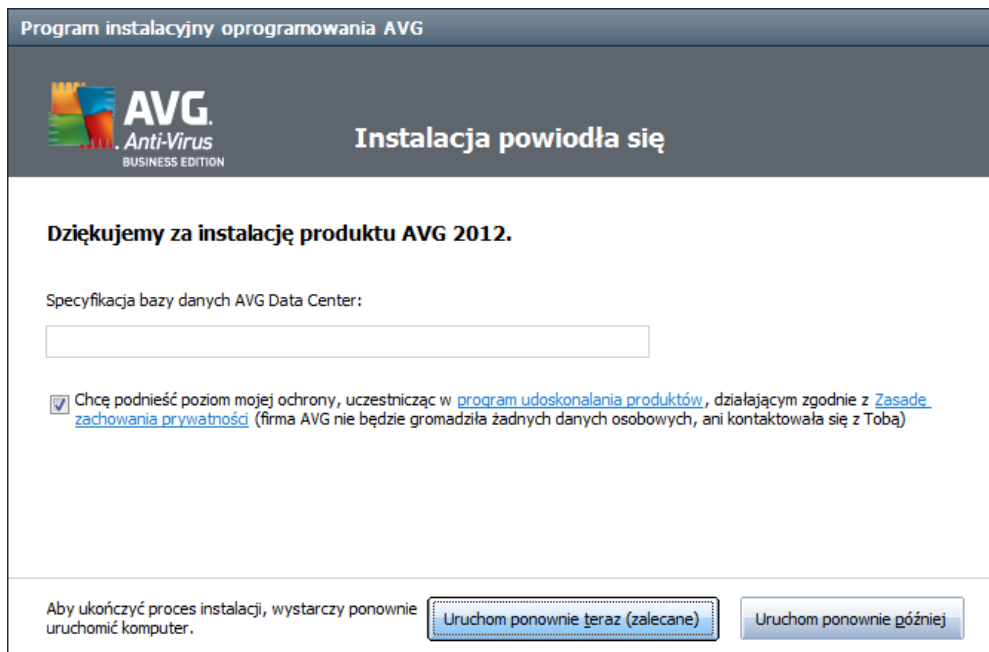 Program instalacyjny oprogramowania AVG
AVG.
Anti-Virus
BUSINESS EDITION
Instalacja powiodła się
Dziękujemy za instalację produktu AVG 2012.
Specyfikacja bazy danych AVG Data Center:
Chcę podnieść poziom mojej ochrony, uczestnicząc w program udoskonalania produktów, działającym zgodnie z Zasadę
zachowania prywatności (firma AVG nie będzie gromadziła żadnych danych osobowych, ani kontaktowała się z Tobą)
Aby ukończyć proces instalacji, wystarczy ponownie
uruchomić komputer.
Uruchom ponownie teraz (zalecane)
Uruchom ponownie później